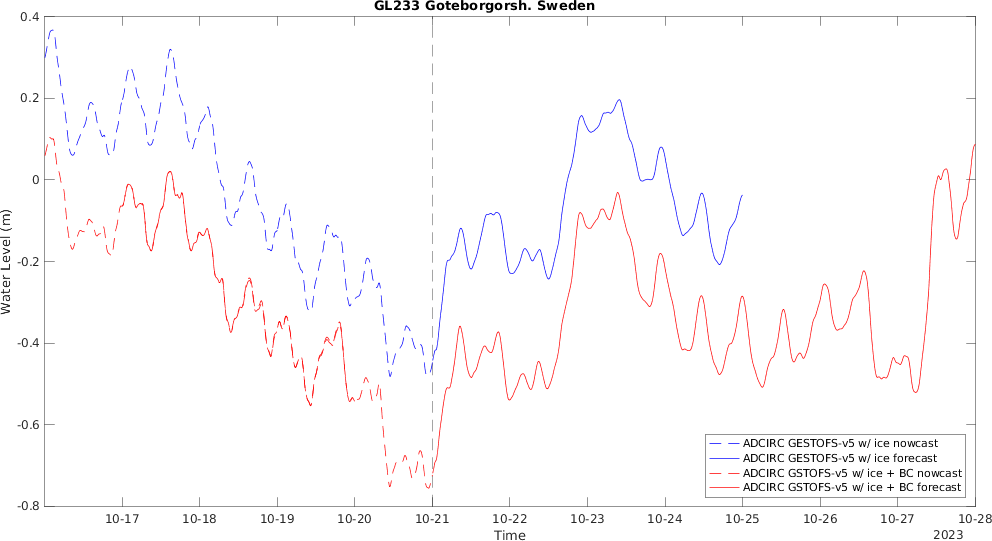 GL233 Goteborgorsh. Sweden
0.4
0.2
0
-0.2
-0.4
-0.6
-0.8
Water Level (m)
ADCIRC GESTOFS-v5 w/ ice nowcast
ADCIRC GESTOFS-v5 w/ ice forecast
ADCIRC GSTOFS-v5 w/ ice + BC nowcast
ADCIRC GSTOFS-v5 w/ ice + BC forecast
10-17 10-18 10-19 10-20 10-21 10-22 10-23 10-24 10-25 10-26 10-27 10-28
Time
2023